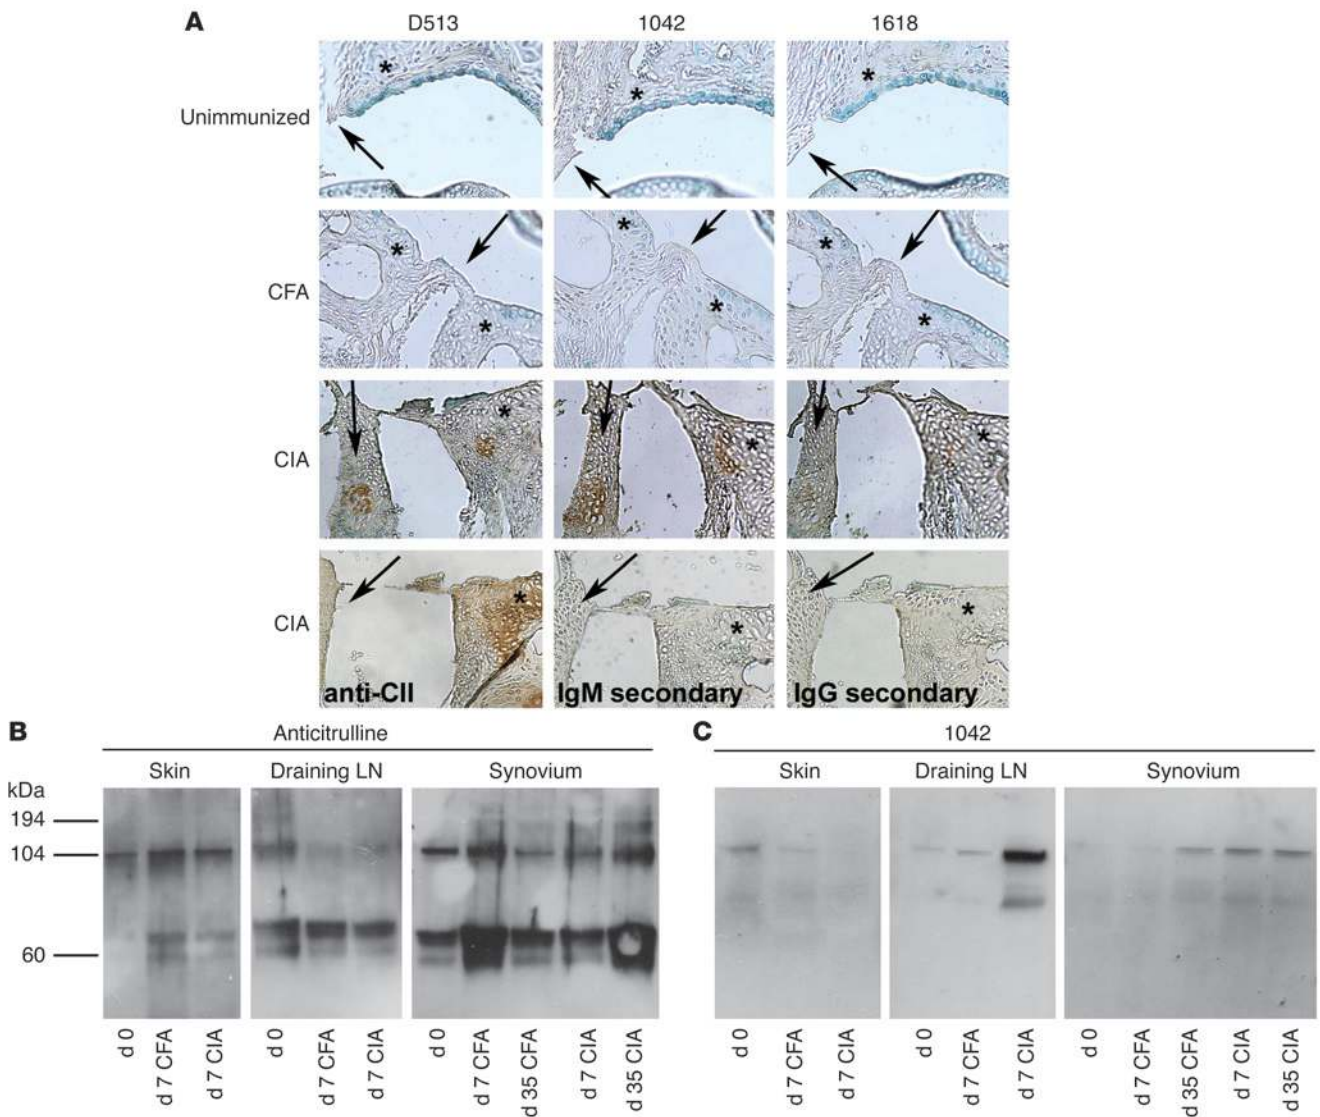 A
D513 1042 1618
Unimmunized
* * *
CFA
* * *
* * *
CIA
* * *
CIA
* * *
anti-CII IgM secondary IgG secondary
B
Anticitrulline
Skin Draining LN Synovium
kDa
194
104
60
d 0
d 7 CFA
d 7 CIA
d 0
d 7 CFA
d 7 CIA
d 0
d 7 CFA
d 35 CFA
d 7 CIA
d 35 CIA
C
1042
Skin Draining LN Synovium
d 0
d 7 CFA
d 7 CIA
d 0
d 7 CFA
d 7 CIA
d 0
d 7 CFA
d 35 CFA
d 7 CIA
d 35 CIA